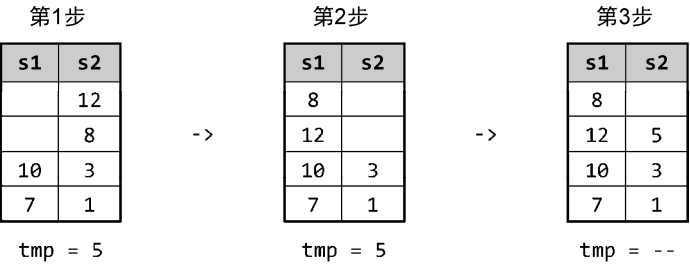 第1步 第2步 第3步
s1 s2 s1 s2 s1 s2
12 8 8
8 12 12 5
10 3 10 3 10 3
7 1 7 1 7 1
-> ->
tmp = 5 tmp = 5 tmp = --